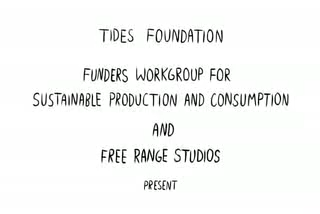 TIDES FOUNDATION
FUNDERS WORKGROUP FOR
SUSTAINABLE PRODUCTION AND CONSUMPTION
AND
FREE RANGE STUDIOS
PRESENT